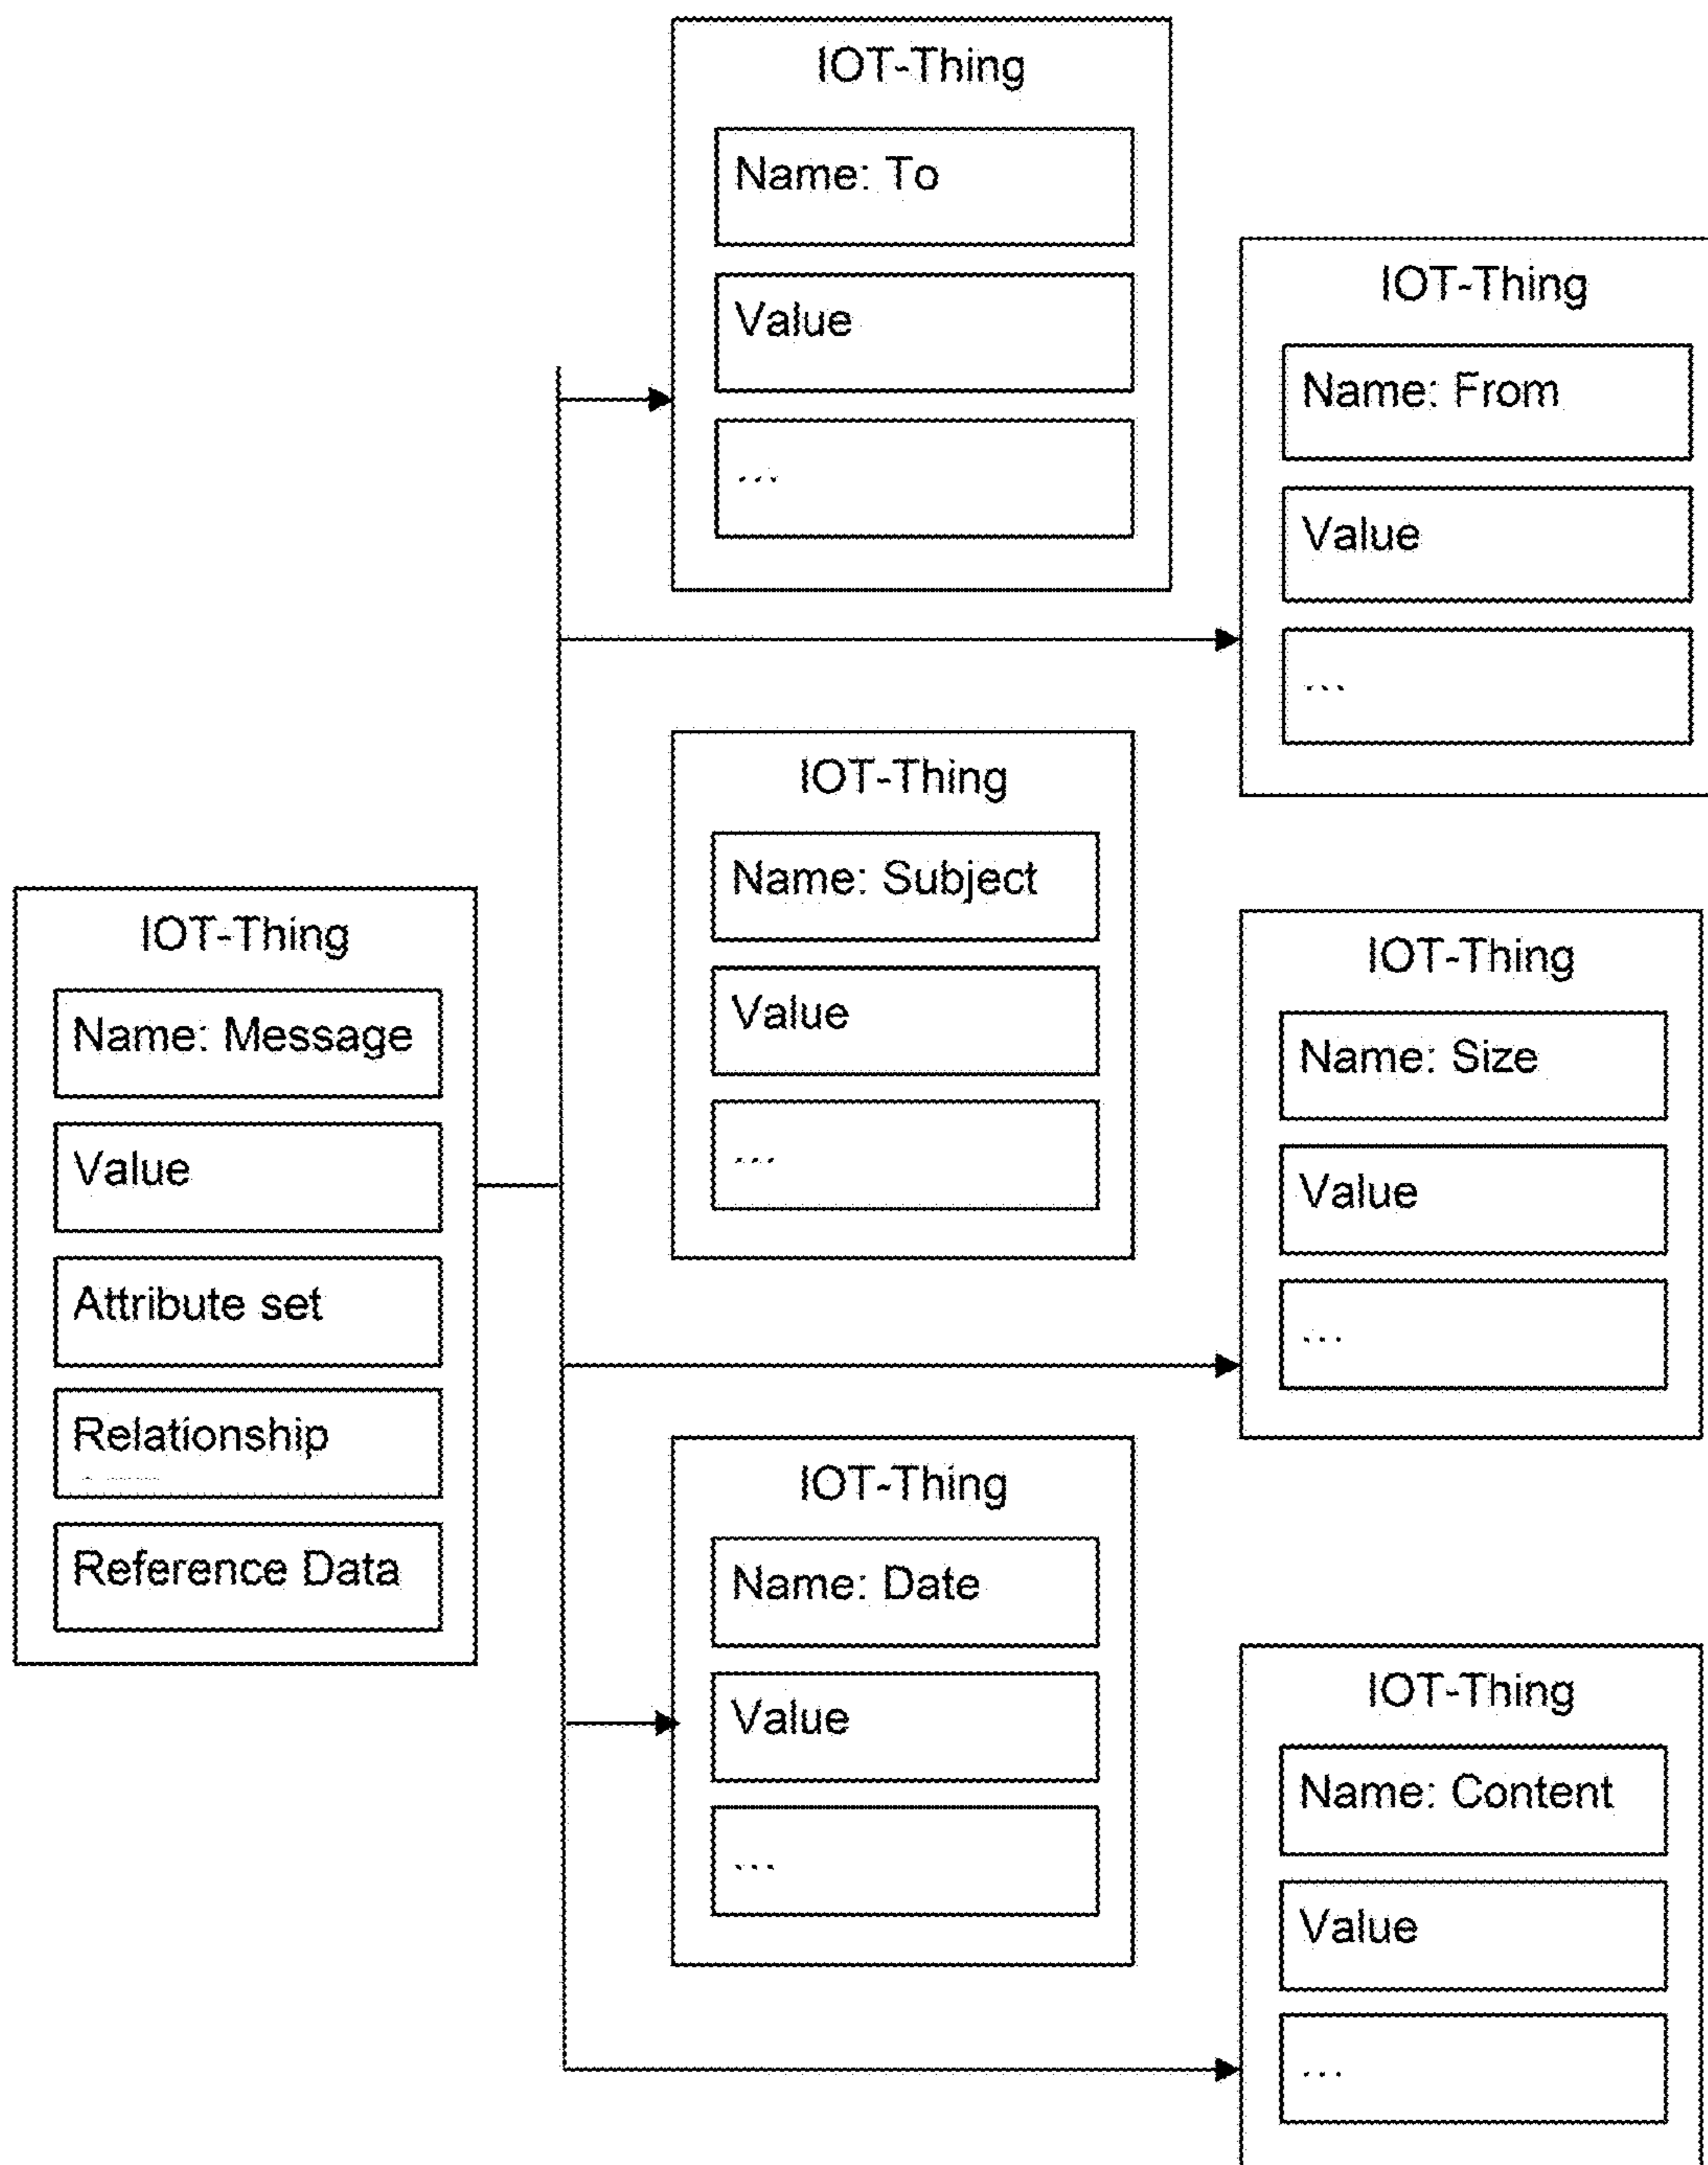 IOT-Thing
Name: To
Value
...
IOT-Thing
Name: From
Value
...
IOT-Thing
Name: Subject
Value
...
IOT-Thing
Name: Message
Value
Attribute set
Relationship
Reference Data
IOT-Thing
Name: Size
Value
...
IOT-Thing
Name: Date
Value
...
IOT-Thing
Name: Content
Value
...